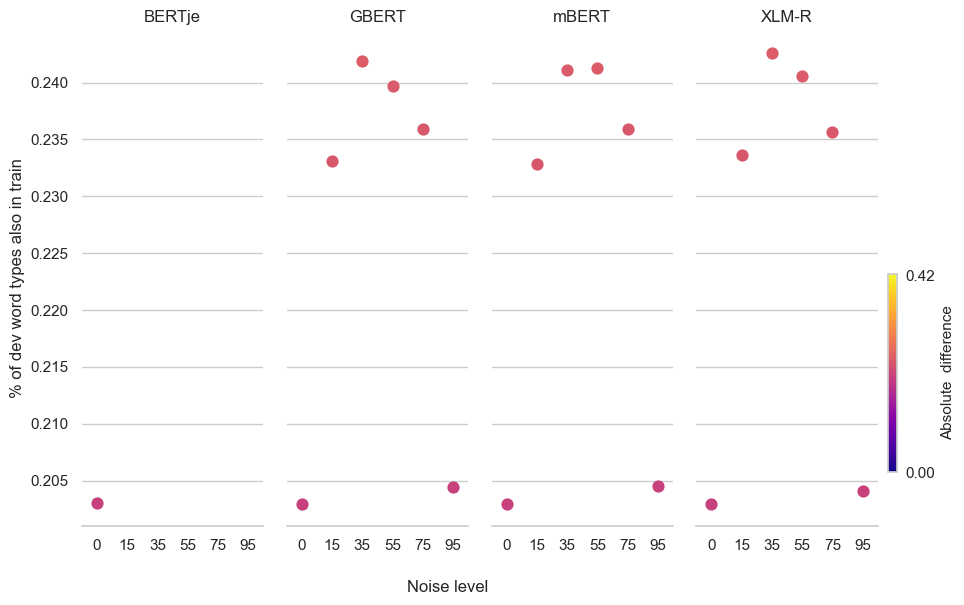 BERTje GBERT mBERT XLM-R
% of dev word types also in train
0.240
0.235
0.230
0.225
0.220
0.215
0.210
0.205
0 15 35 55 75 95 0 15 35 55 75 95 0 15 35 55 75 95 0 15 35 55 75 95
Noise level
0.42
Absolute difference
0.00